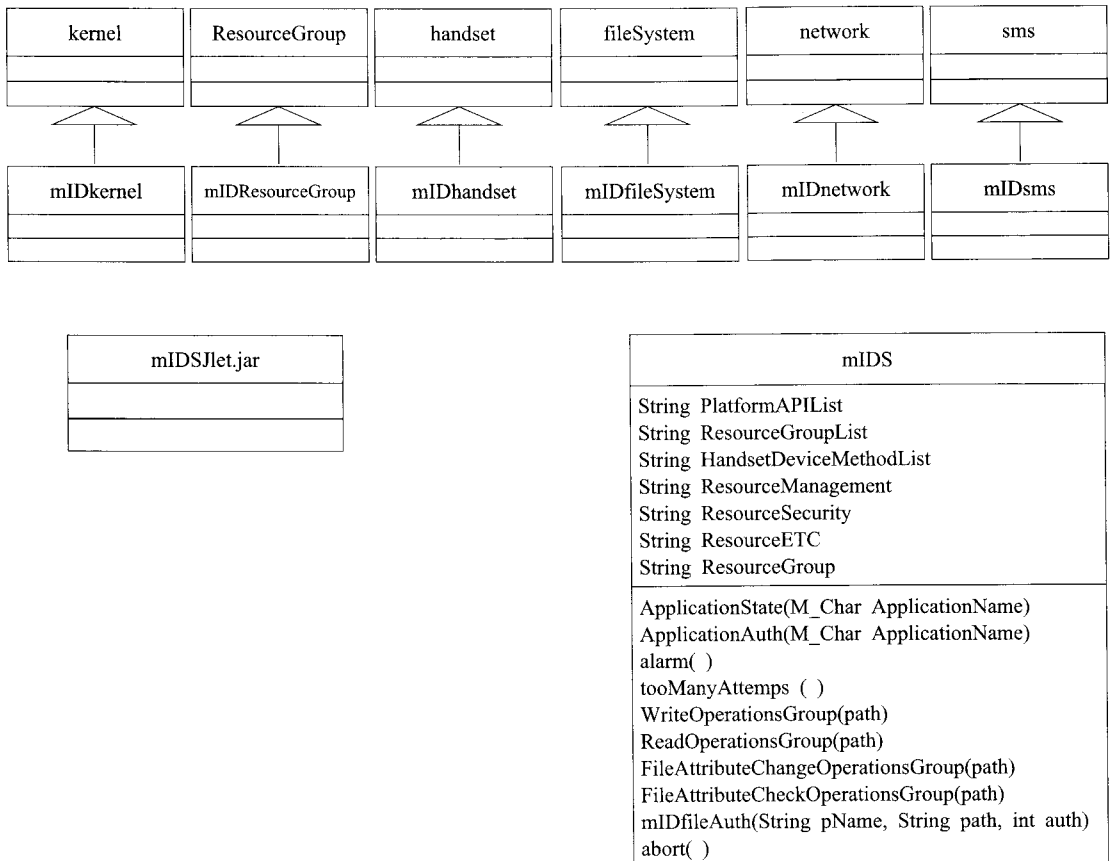 kernel
ResourceGroup
handset
fileSystem
network
sms
mIDkernel
mIDResourceGroup
mIDhandset
mIDfileSystem
mIDnetwork
mIDsms
mIDSJlet.jar
mIDS
String PlatformAPIList
String ResourceGroupList
String HandsetDeviceMethodList
String ResourceManagement
String ResourceSecurity
String ResourceETC
String ResourceGroup
ApplicationState(M_Char ApplicationName)
ApplicationAuth(M_Char ApplicationName)
alarm( )
tooManyAttemps ( )
WriteOperationsGroup(path)
ReadOperationsGroup(path)
FileAttributeChangeOperationsGroup(path)
FileAttributeCheckOperationsGroup(path)
mIDfileAuth(String pName, String path, int auth)
abort( )